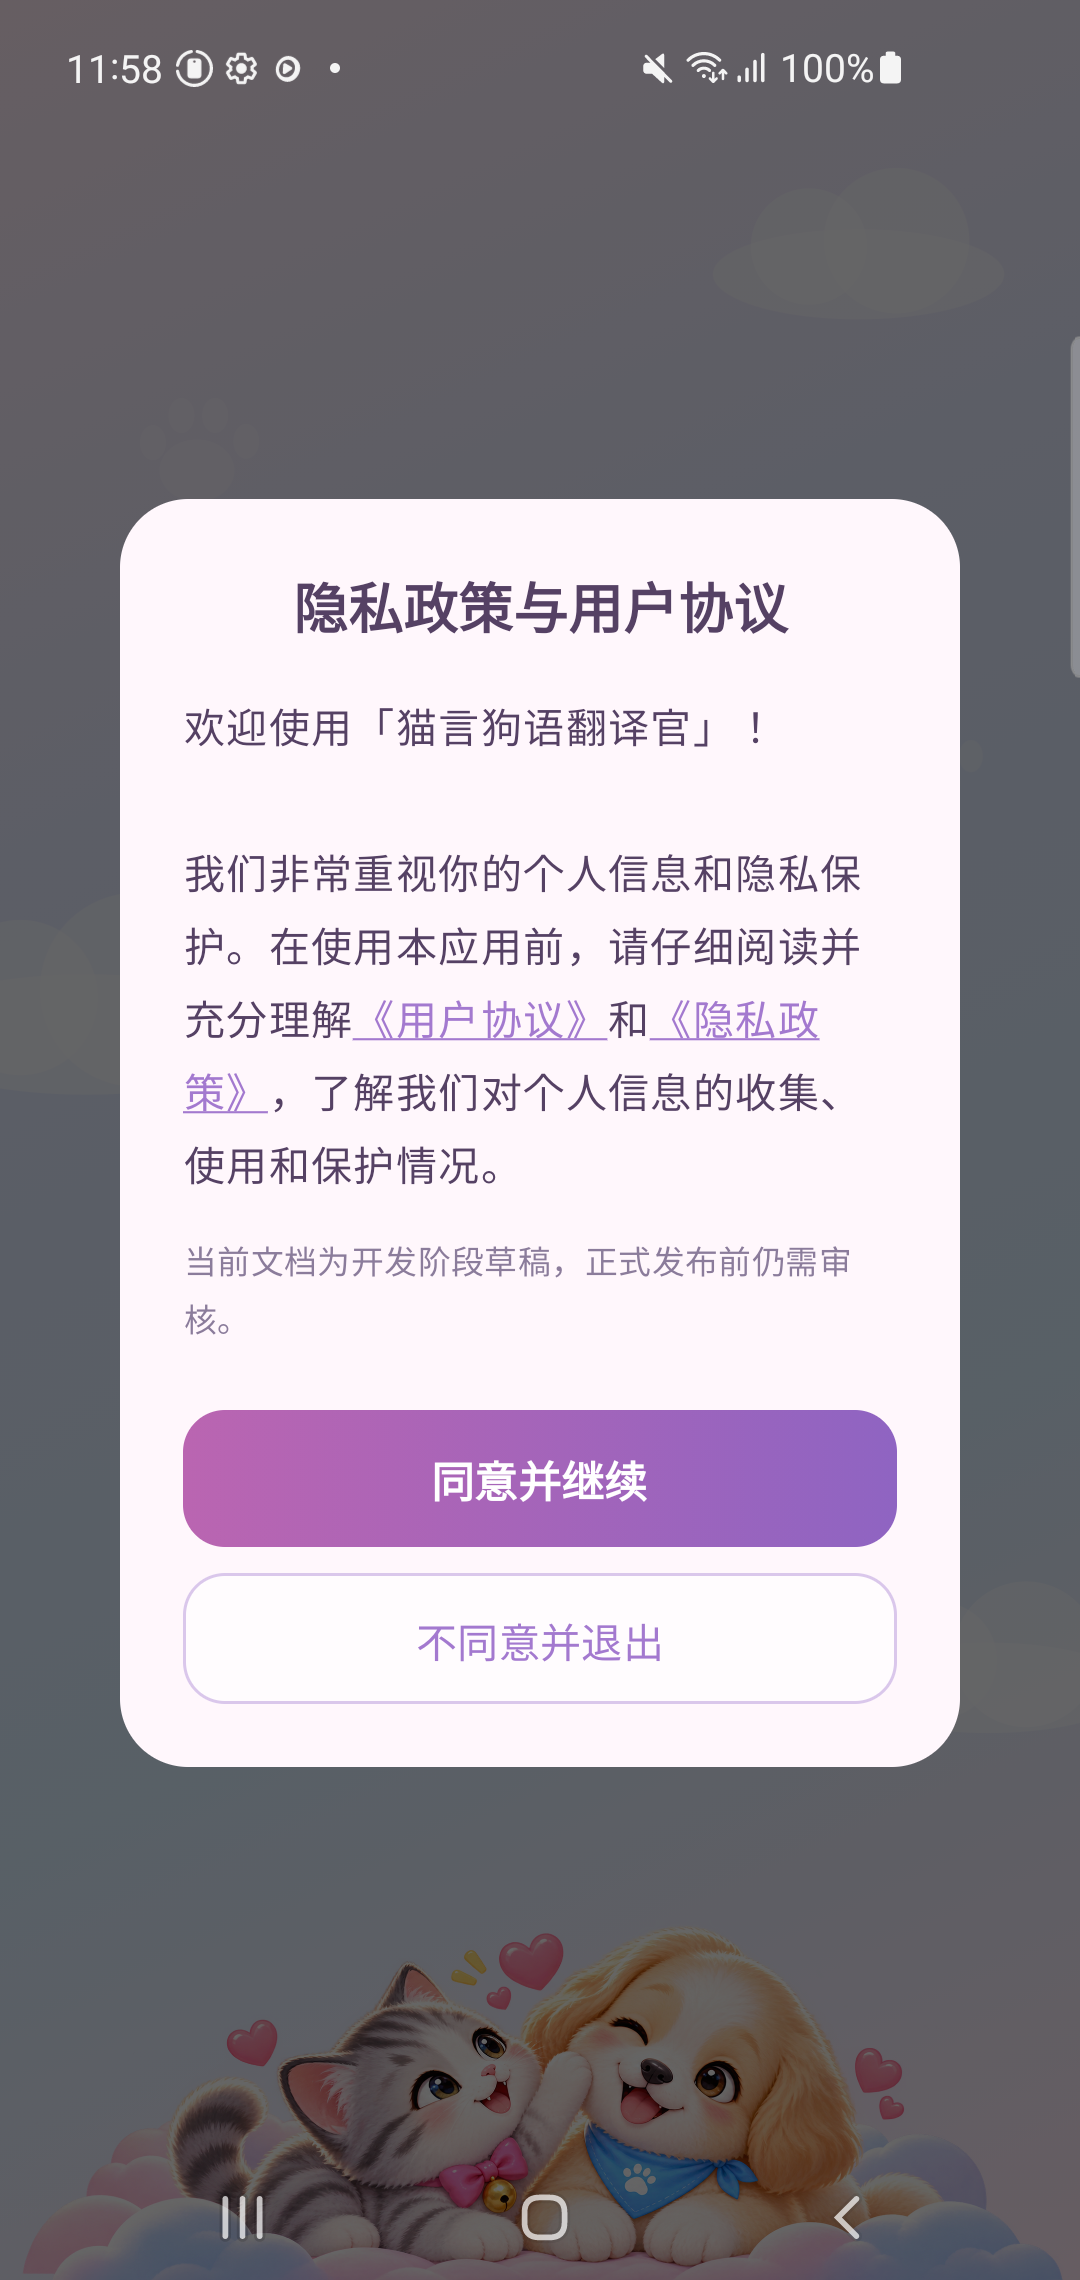 11:58
100%
隐私政策与用户协议
欢迎使用「猫言狗语翻译官」！
我们非常重视你的个人信息和隐私保
护。在使用本应用前，请仔细阅读并
充分理解《用户协议》和《隐私政
策》，了解我们对个人信息的收集、
使用和保护情况。
当前文档为开发阶段草稿，正式发布前仍需审
核。
同意并继续
不同意并退出